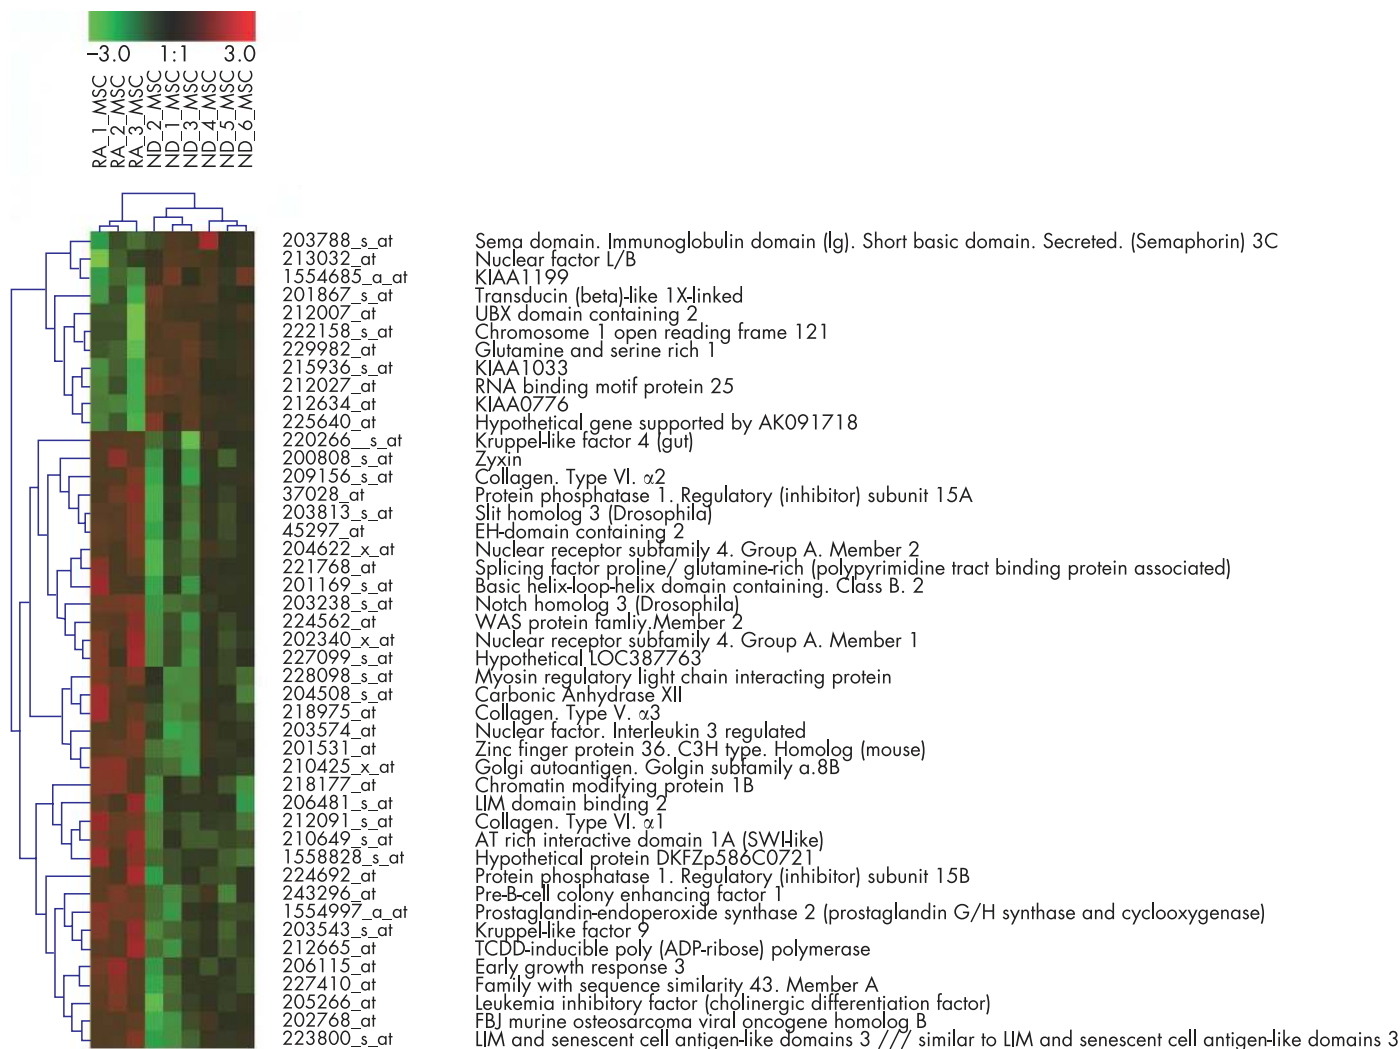 −3.0 1:1 3.0
RA_1_MSC
RA_2_MSC
RA_3_MSC
ND_2_MSC
ND_1_MSC
ND_3_MSC
ND_4_MSC
ND_5_MSC
ND_6_MSC
203788_s_at Sema domain. Immunoglobulin domain (Ig). Short basic domain. Secreted. (Semaphorin) 3C
213032_at Nuclear factor L/B
1554685_a_at KIAA1199
201867_s_at Transducin (beta)-like 1X-linked
212007_at UBX domain containing 2
222158_s_at Chromosome 1 open reading frame 121
229982_at Glutamine and serine rich 1
215936_s_at KIAA1033
212027_at RNA binding motif protein 25
212634_at KIAA0776
225640_at Hypothetical gene supported by AK091718
220266__s_at Kruppel-like factor 4 (gut)
200808_s_at Zyxin
209156_s_at Collagen. Type VI. α2
37028_at Protein phosphatase 1. Regulatory (inhibitor) subunit 15A
203813_s_at Slit homolog 3 (Drosophila)
45297_at EH-domain containing 2
204622_x_at Nuclear receptor subfamily 4. Group A. Member 2
221768_at Splicing factor proline/ glutamine-rich (polypyrimidine tract binding protein associated)
201169_s_at Basic helix-loop-helix domain containing. Class B. 2
203238_s_at Notch homolog 3 (Drosophila)
224562_at WAS protein famliy.Member 2
202340_x_at Nuclear receptor subfamily 4. Group A. Member 1
227099_s_at Hypothetical LOC387763
228098_s_at Myosin regulatory light chain interacting protein
204508_s_at Carbonic Anhydrase XII
218975_at Collagen. Type V. α3
203574_at Nuclear factor. Interleukin 3 regulated
201531_at Zinc finger protein 36. C3H type. Homolog (mouse)
210425_x_at Golgi autoantigen. Golgin subfamily a.8B
218177_at Chromatin modifying protein 1B
206481_s_at LIM domain binding 2
212091_s_at Collagen. Type VI. α1
210649_s_at AT rich interactive domain 1A (SWI-like)
1558828_s_at Hypothetical protein DKFZp586C0721
224692_at Protein phosphatase 1. Regulatory (inhibitor) subunit 15B
243296_at Pre-B-cell colony enhancing factor 1
1554997_a_at Prostaglandin-endoperoxide synthase 2 (prostaglandin G/H synthase and cyclooxygenase)
203543_s_at Kruppel-like factor 9
212665_at TCDD-inducible poly (ADP-ribose) polymerase
206115_at Early growth response 3
227410_at Family with sequence similarity 43. Member A
205266_at Leukemia inhibitory factor (cholinergic differentiation factor)
202768_at FBJ murine osteosarcoma viral oncogene homolog B
223800_s_at LIM and senescent cell antigen-like domains 3 /// similar to LIM and senescent cell antigen-like domains 3